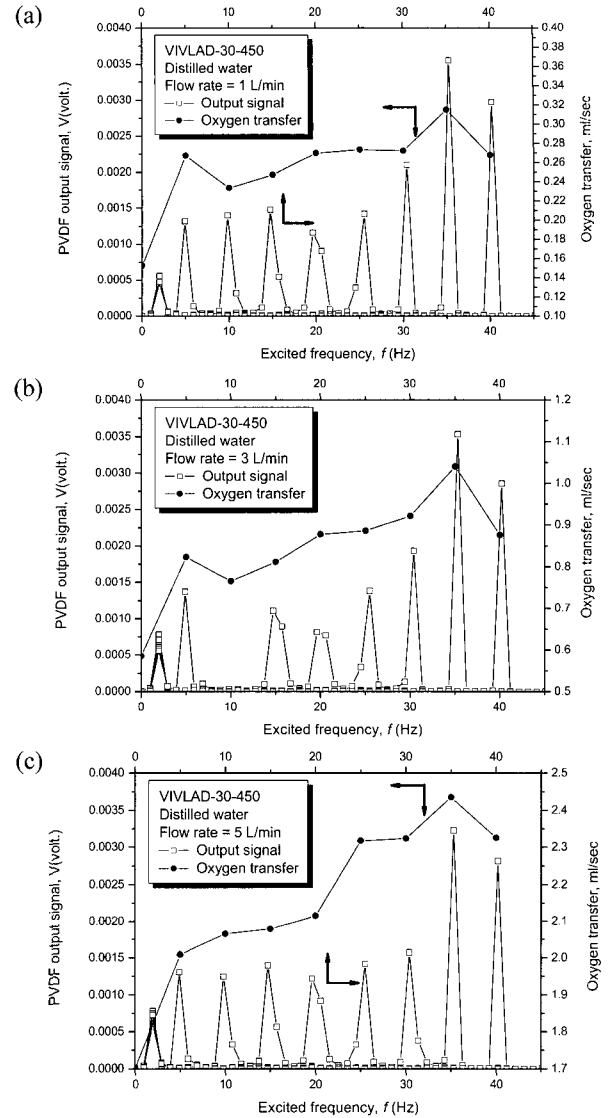 (a)
0 10 20 30 40
0.0040 0.40
0.0035 0.38
0.36
0.0030 0.34
0.32
0.0025 0.30
0.28
0.0020 0.26
0.24
0.0015 0.22
0.20
0.0010 0.18
0.16
0.0005 0.14
0.12
0.0000 0.10
0 10 20 30 40
PVDF output signal, V(volt.)
VIVLAD-30-450
Distilled water
Flow rate = 1 L/min
Output signal
Oxygen transfer
Oxygen transfer, ml/sec
Excited frequency, f (Hz)
(b)
0 10 20 30 40
0.0040 1.2
0.0035 1.1
0.0030 1.0
0.0025 0.9
0.0020 0.8
0.0015 0.7
0.0010 0.6
0.0005
0.0000 0.5
0 10 20 30 40
PVDF output signal, V(volt.)
VIVLAD-30-450
Distilled water
Flow rate = 3 L/min
Output signal
Oxygen transfer
Oxygen transfer, ml/sec
Excited frequency, f (Hz)
(c)
0 10 20 30 40
0.0040 2.5
0.0035 2.4
0.0030 2.3
0.0025 2.2
0.0020 2.1
0.0015 2.0
0.0010 1.9
0.0005 1.8
0.0000 1.7
0 10 20 30 40
PVDF output signal, V(volt.)
VIVLAD-30-450
Distilled water
Flow rate = 5 L/min
Output signal
Oxygen transfer
Oxygen transfer, ml/sec
Excited frequency, f (Hz)